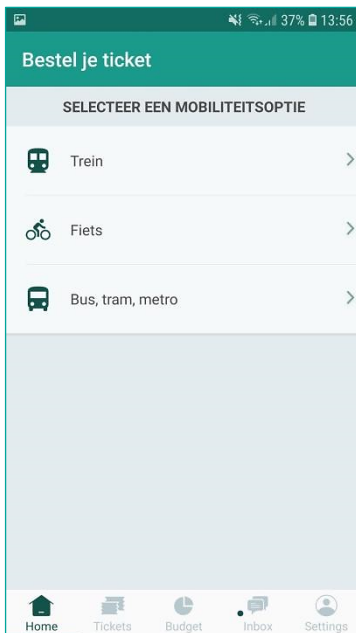 37% 13:56
Bestel je ticket
SELECTEER EEN MOBILITEITSOPTIE
Trein
Fiets
Bus, tram, metro
Home Tickets Budget Inbox Settings